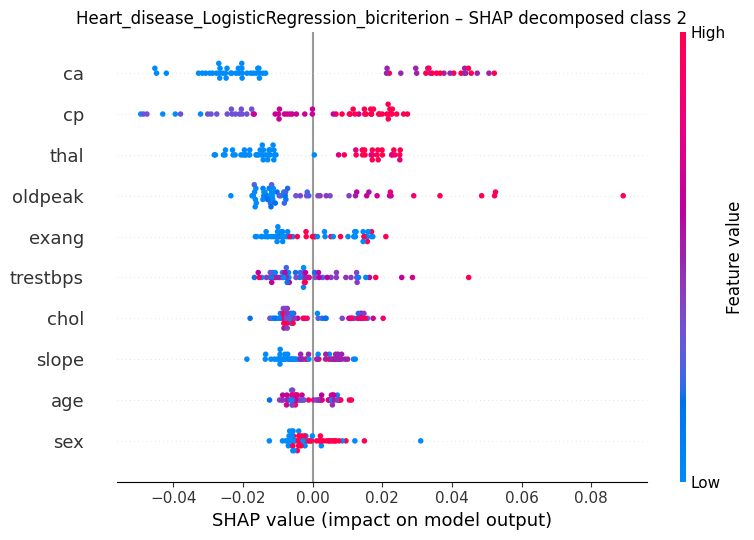 Heart_disease_LogisticRegression_bicriterion – SHAP decomposed class 2
High
ca
cp
thal
oldpeak
exang
trestbps
chol
slope
age
sex
Feature value
Low
−0.04 −0.02 0.00 0.02 0.04 0.06 0.08
SHAP value (impact on model output)